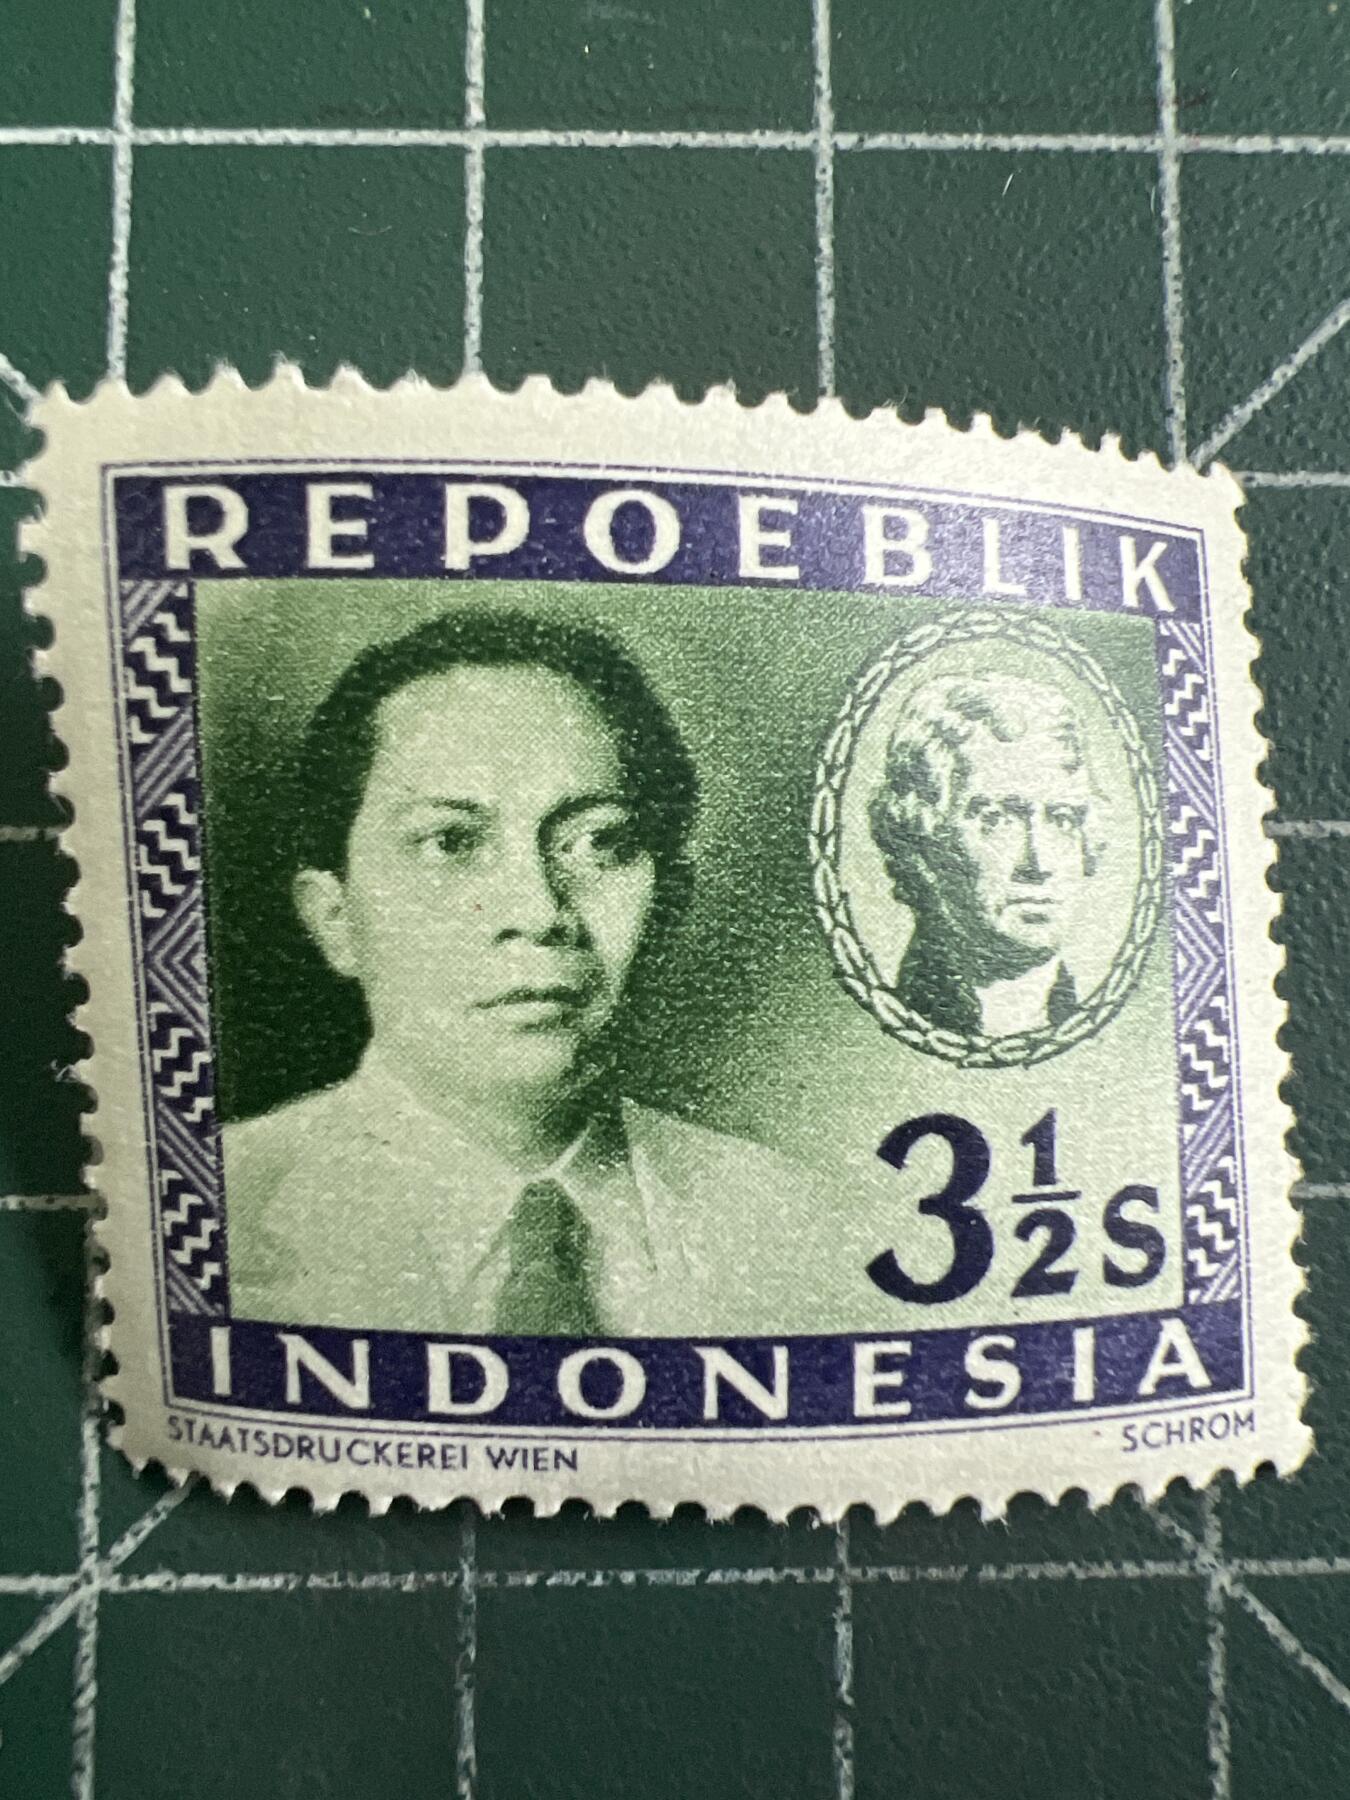 REPOEBLIK
3½s
INDONESIA
STAATSDRUCKEREI WIEN
SCHROM